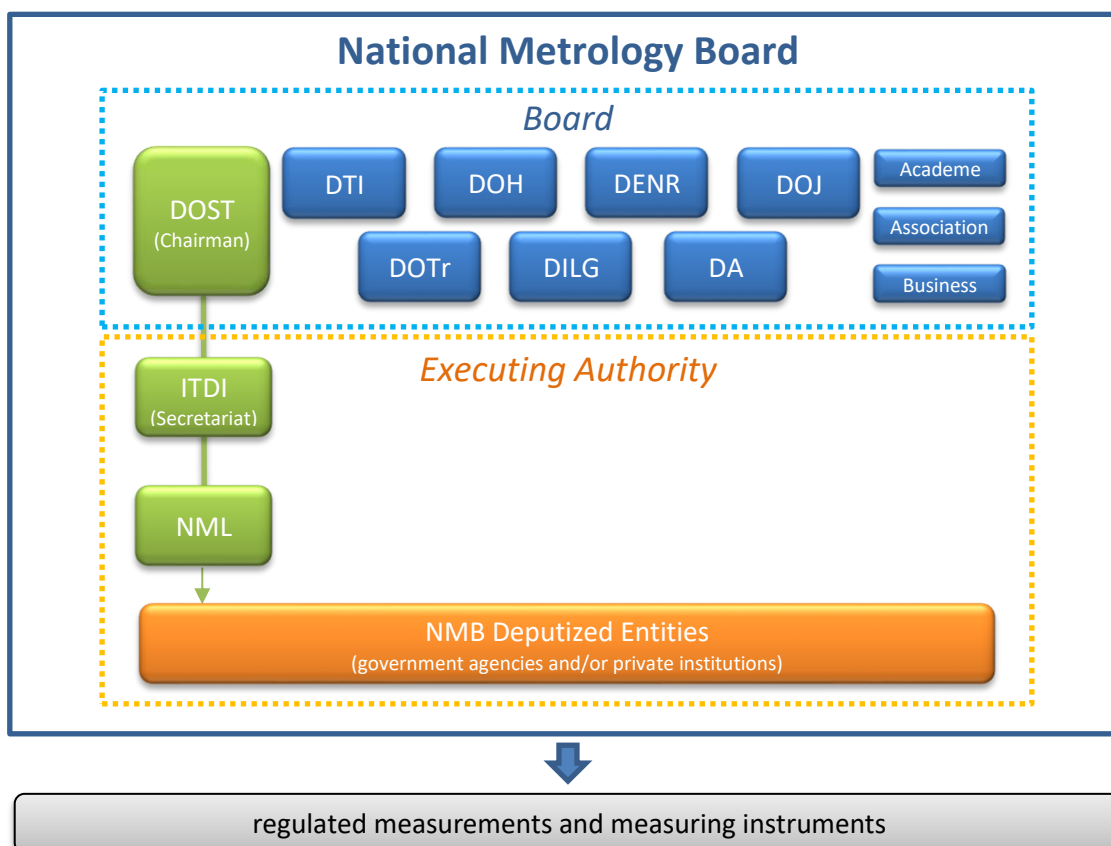 National Metrology Board
Board
DOST
(Chairman)
DTI
DOH
DENR
DOJ
DOTr
DILG
DA
Academe
Association
Business
Executing Authority
ITDI
(Secretariat)
NML
NMB Deputized Entities
(government agencies and/or private institutions)
regulated measurements and measuring instruments